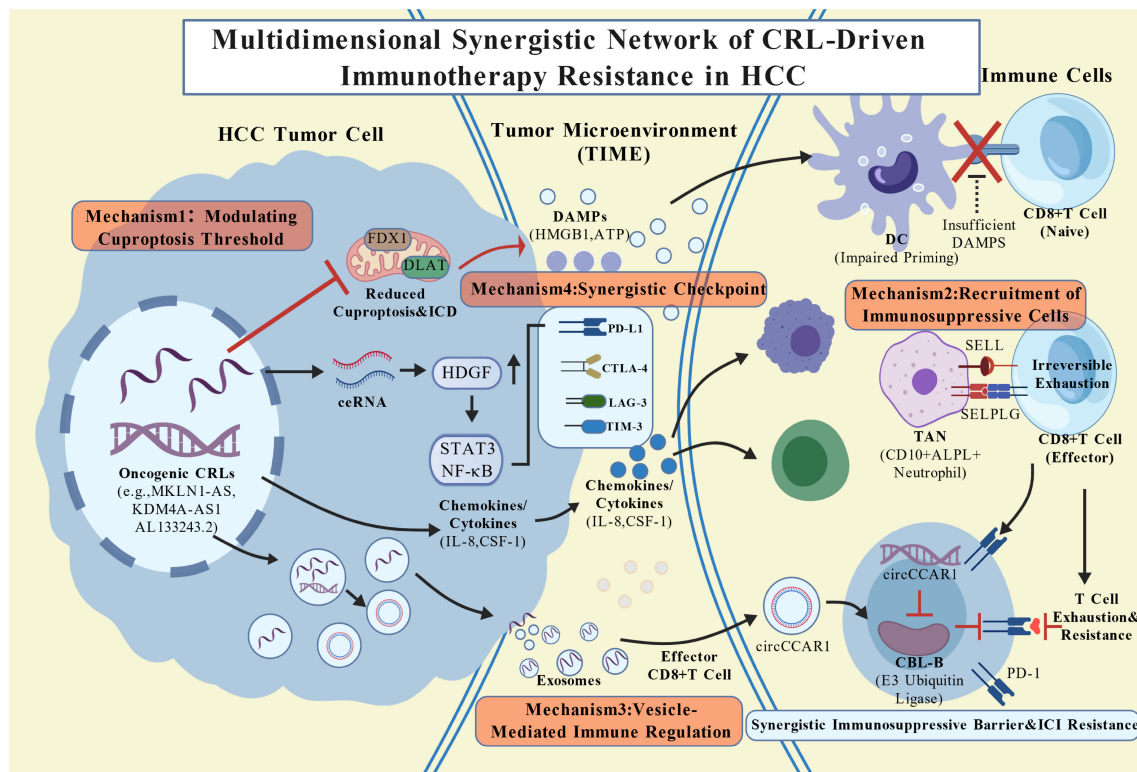 Multidimensional Synergistic Network of CRL-Driven
Immunotherapy Resistance in HCC
HCC Tumor Cell
Mechanism1：Modulating
Cuproptosis Threshold
FDX1
DLAT
Reduced
Cuproptosis&ICD
ceRNA
HDGF
STAT3
NF-κB
Oncogenic CRLs
(e.g.,MKLN1-AS,
KDM4A-AS1
AL133243.2)
Chemokines/
Cytokines
(IL-8,CSF-1)
Tumor Microenvironment
(TIME)
DAMPs
(HMGB1,ATP)
Mechanism4:Synergistic Checkpoint
PD-L1
CTLA-4
LAG-3
TIM-3
Chemokines/
Cytokines
(IL-8,CSF-1)
Exosomes
Effector
CD8+T Cell
Mechanism3:Vesicle-
Mediated Immune Regulation
Immune Cells
DC
(Impaired Priming)
Insufficient
DAMPS
CD8+T Cell
(Naive)
Mechanism2:Recruitment of
Immunosuppressive Cells
SELL
SELPLG
Irreversible
Exhaustion
TAN
(CD10+ALPL+
Neutrophil)
CD8+T Cell
(Effector)
circCCAR1
circCCAR1
CBL-B
(E3 Ubiquitin
Ligase)
PD-1
T Cell
Exhaustion&
Resistance
Synergistic Immunosuppressive Barrier&ICI Resistance